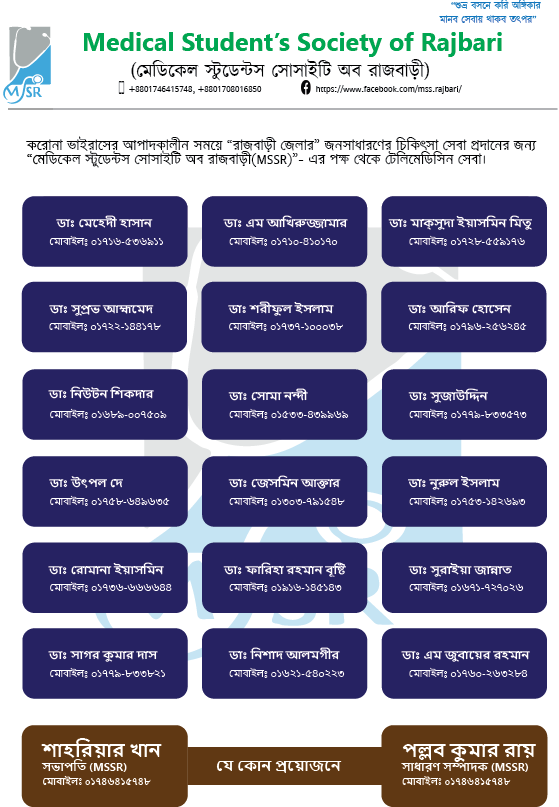 “শুভ্র বসনে করি অঙ্গিকার
মানব সেবায় থাকব তৎপর”
MSSR
Medical Student’s Society of Rajbari
(মেডিকেল স্টুডেন্টস সোসাইটি অব রাজবাড়ী)
+8801746415748, +8801708016850 https://www.facebook.com/mss.rajbari/
করোনা ভাইরাসের আপাদকালীন সময়ে “রাজবাড়ী জেলার” জনসাধারণের চিকিৎসা সেবা প্রদানের জন্য
“মেডিকেল স্টুডেন্টস সোসাইটি অব রাজবাড়ী(MSSR)”- এর পক্ষ থেকে টেলিমেডিসিন সেবা।
ডাঃ মেহেদী হাসান
মোবাইলঃ ০১৭১৬-৫৩৬৯১১
ডাঃ এম আখিরুজ্জামার
মোবাইলঃ ০১৭১০-৪১০১৭০
ডাঃ মাক্সুদা ইয়াসমিন মিতু
মোবাইলঃ ০১৭২৮-৫৫৯১৭৬
ডাঃ সুপ্রভ আহ্মমেদ
মোবাইলঃ ০১৭২২-১৪৪১৭৮
ডাঃ শরীফুল ইসলাম
মোবাইলঃ ০১৭৩৭-১০০০৩৮
ডাঃ আরিফ হোসেন
মোবাইলঃ ০১৭৯৬-২৫৬২৪৫
ডাঃ নিউটন শিকদার
মোবাইলঃ ০১৬৮৯-০০৭৫০৯
ডাঃ সোমা নন্দী
মোবাইলঃ ০১৫৩৩-৪৩৯৯৬৯
ডাঃ সুজাউদ্দিন
মোবাইলঃ ০১৭৭৯-৮৩৩৫৭৩
ডাঃ উৎপল দে
মোবাইলঃ ০১৭৫৮-৬৪৯৬৩৫
ডাঃ জেসমিন আক্তার
মোবাইলঃ ০১৩০৩-৭৯১৫৪৮
ডাঃ নুরুল ইসলাম
মোবাইলঃ ০১৭৫৩-১৪২৬৯৩
ডাঃ রোমানা ইয়াসমিন
মোবাইলঃ ০১৭৩৬-৬৬৬৬৪৪
ডাঃ ফারিহা রহমান বৃষ্টি
মোবাইলঃ ০১৯১৬-১৪৫১৪৩
ডাঃ সুরাইয়া জান্নাত
মোবাইলঃ ০১৬৭১-৭২৭০২৬
ডাঃ সাগর কুমার দাস
মোবাইলঃ ০১৭৭৯-৮৩৩৮২১
ডাঃ নিশাদ আলমগীর
মোবাইলঃ ০১৬২১-৫৪০২২৩
ডাঃ এম জুবায়ের রহমান
মোবাইলঃ ০১৭৬০-২৬৩২৮৪
শাহরিয়ার খান
সভাপতি (MSSR)
মোবাইলঃ ০১৭৪৬৪১৫৭৪৮
যে কোন প্রয়োজনে
পল্লব কুমার রায়
সাধারণ সম্পাদক (MSSR)
মোবাইলঃ ০১৭৪৬৪১৫৭৪৮